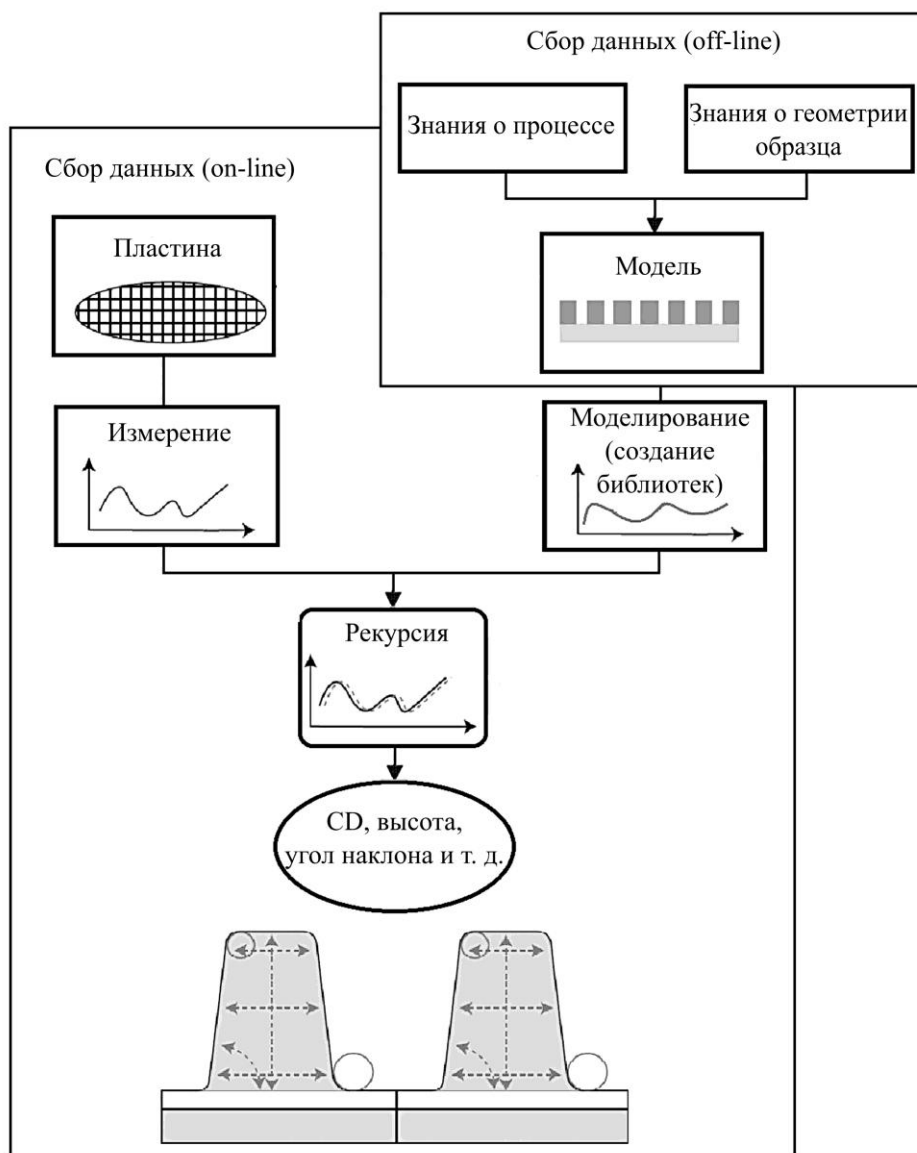 Сбор данных (off-line)
Знания о процессе
Знания о геометрии
образца
Сбор данных (on-line)
Пластина
Модель
Измерение
Моделирование
(создание
библиотек)
Рекурсия
CD, высота,
угол наклона и т. д.